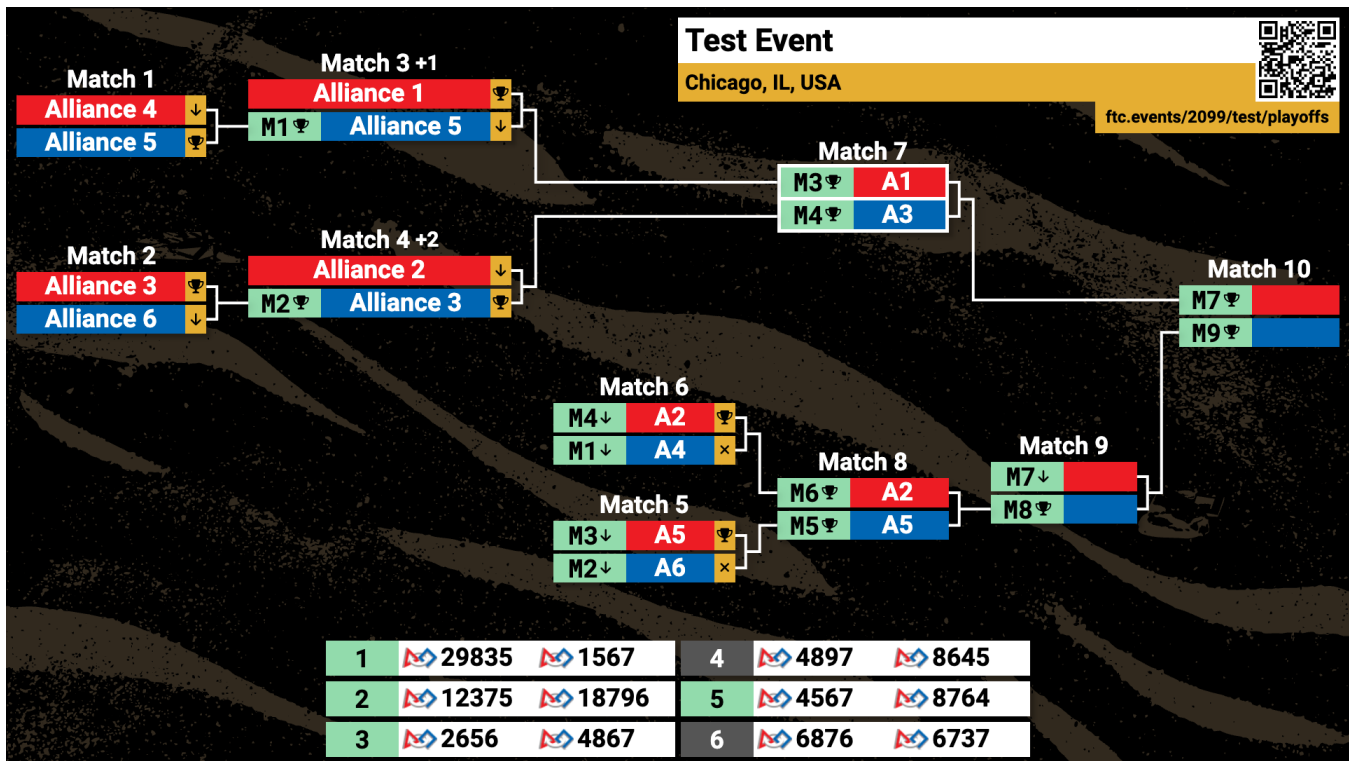 Test Event
Chicago, IL, USA
ftc.events/2099/test/playoffs
Match 1
Alliance 4 ↓
Alliance 5
Match 3 +1
Alliance 1
M1 Alliance 5 ↓
Match 2
Alliance 3
Alliance 6 ↓
Match 4 +2
Alliance 2 ↓
M2 Alliance 3
Match 7
M3 A1
M4 A3
Match 10
M7
M9
Match 6
M4↓ A2
M1↓ A4 ×
Match 5
M3↓ A5
M2↓ A6 ×
Match 8
M6 A2
M5 A5
Match 9
M7↓
M8
1 29835 1567
2 12375 18796
3 2656 4867
4 4897 8645
5 4567 8764
6 6876 6737